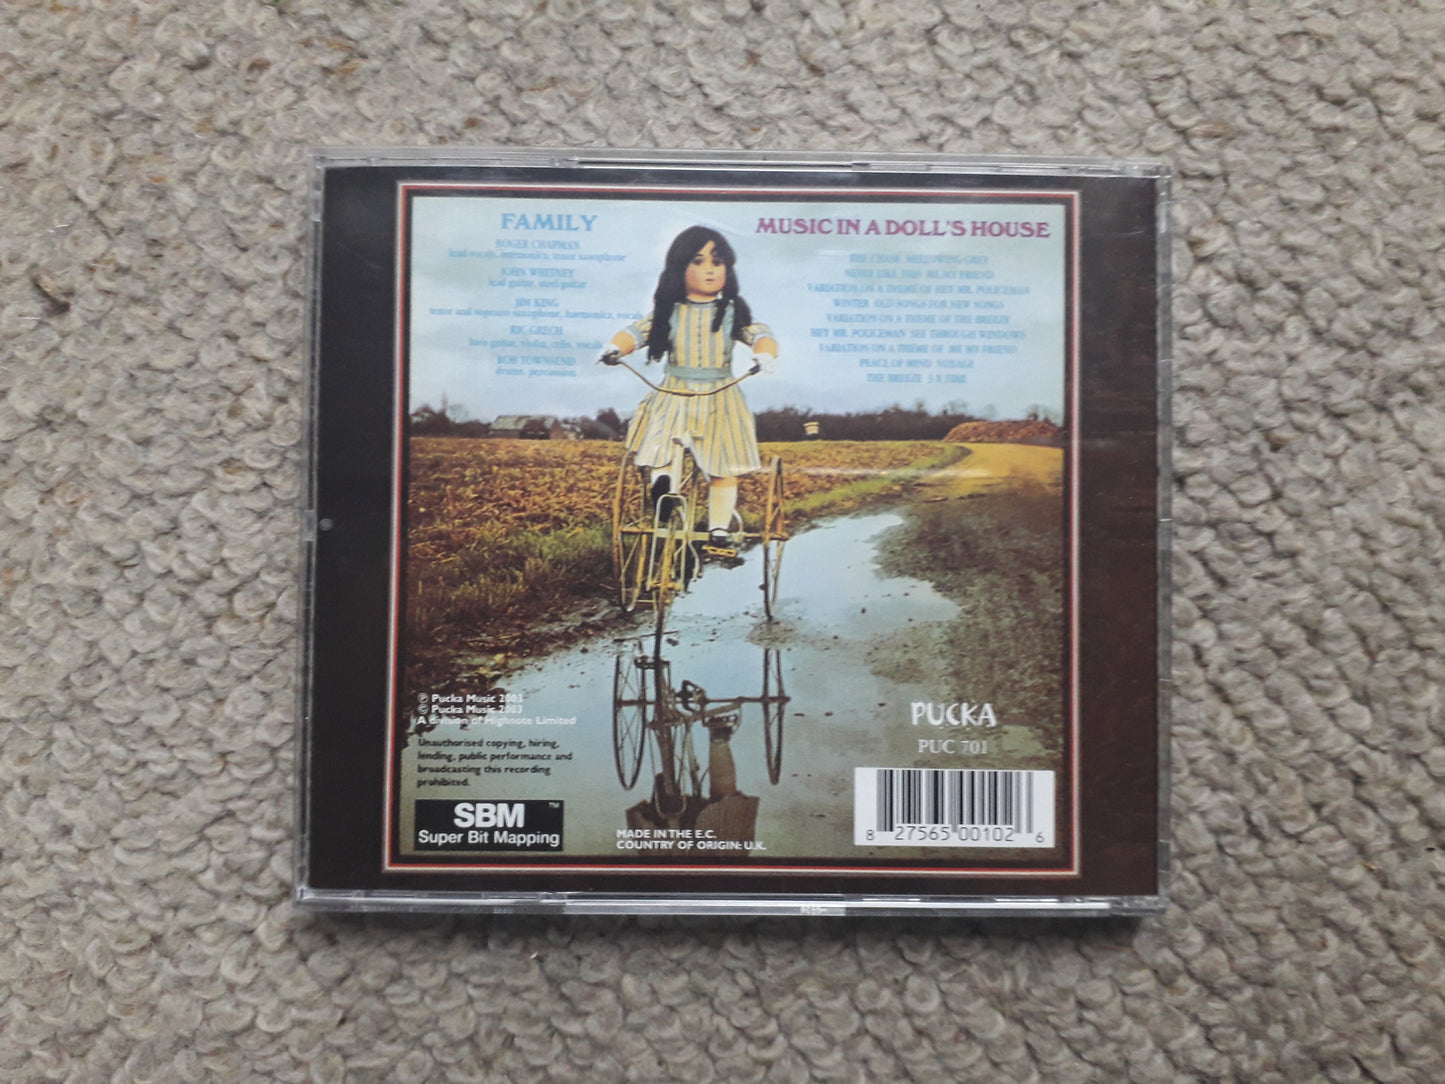 FAMILY
ROGER CHAPMAN
lead vocals, harmonica, tenor saxophone
JOHN WHITNEY
lead guitar, steel guitar
JIM KING
tenor and soprano saxophone, harmonica, vocals
RIC GRECH
bass guitar, violin, cello, vocals
ROB TOWNSEND
drums, percussion
MUSIC IN A DOLL'S HOUSE
THE CHASE MELLOWING GREY
NEVER LIKE THIS ME MY FRIEND
VARIATION ON A THEME OF HEY MR. POLICEMAN
WINTER OLD SONGS FOR NEW SONGS
VARIATION ON A THEME OF THE BREEZE
HEY MR. POLICEMAN SEE THROUGH WINDOWS
VARIATION ON A THEME OF ME MY FRIEND
PEACE OF MIND VOYAGE
THE BREEZE 3 X TIME
℗ Pucka Music 2003
© Pucka Music 2003
A division of Highnote Limited
Unauthorised copying, hiring,
lending, public performance and
broadcasting this recording
prohibited.
SBM™
Super Bit Mapping
MADE IN THE E.C.
COUNTRY OF ORIGIN: U.K.
PUCKA
PUC 701
8 27565 00102 6